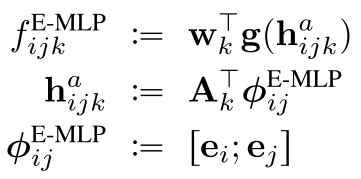 f_{ijk}^{E-MLP} := w_k^⊤ g(h_{ijk}^a)
h_{ijk}^a := A_k^⊤ ϕ_{ij}^{E-MLP}
ϕ_{ij}^{E-MLP} := [e_i; e_j]